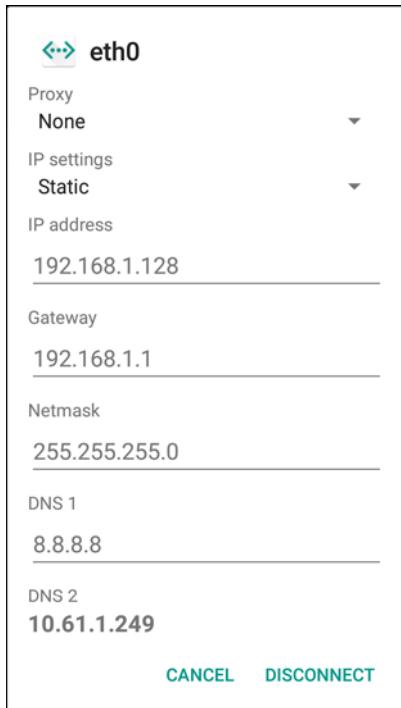 eth0
Proxy
None
IP settings
Static
IP address
192.168.1.128
Gateway
192.168.1.1
Netmask
255.255.255.0
DNS 1
8.8.8.8
DNS 2
10.61.1.249
CANCEL DISCONNECT